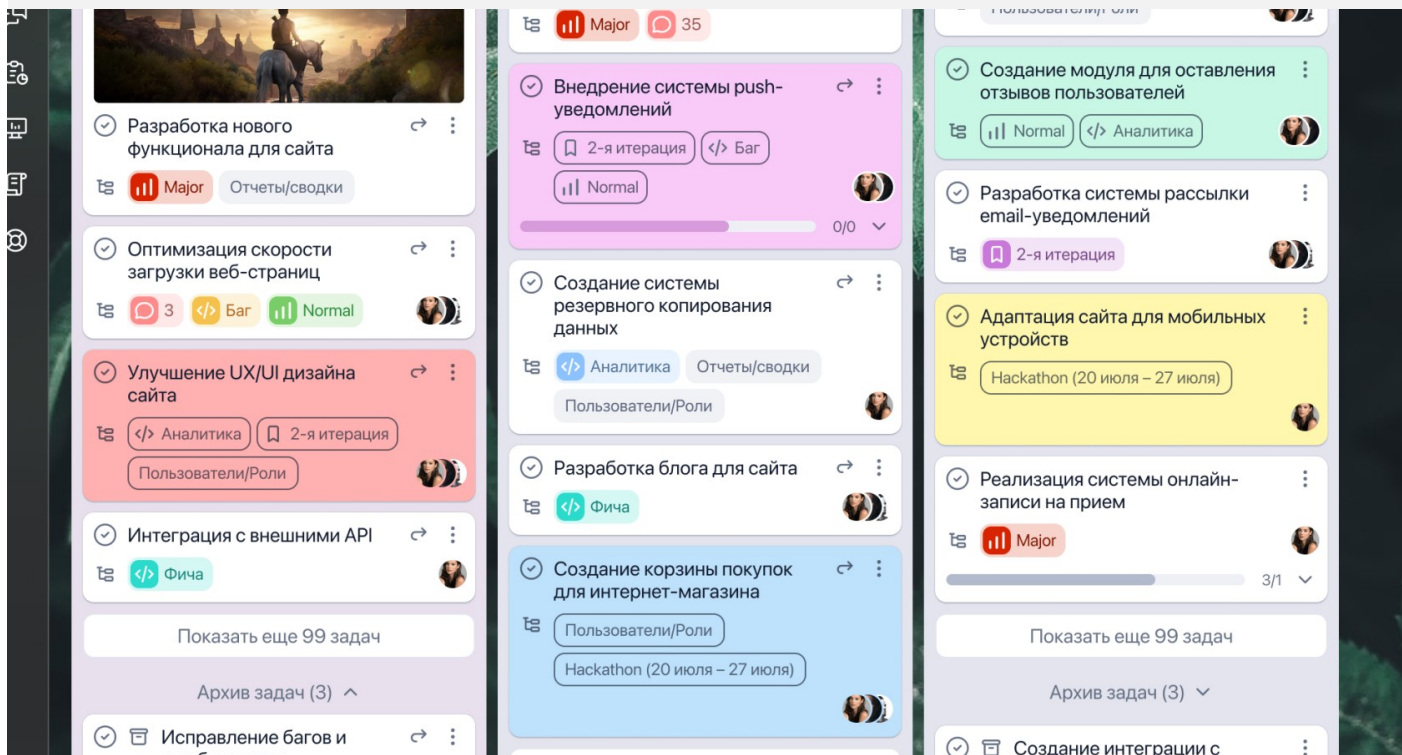 Разработка нового
функционала для сайта
Major Отчеты/сводки
Оптимизация скорости
загрузки веб-страниц
3 Баг Normal
Улучшение UX/UI дизайна
сайта
Аналитика 2-я итерация
Пользователи/Роли
Интеграция с внешними API
Фича
Показать еще 99 задач
Архив задач (3)
Исправление багов и
Major 35
Внедрение системы push-
уведомлений
2-я итерация Баг
Normal
0/0
Создание системы
резервного копирования
данных
Аналитика Отчеты/сводки
Пользователи/Роли
Разработка блога для сайта
Фича
Создание корзины покупок
для интернет-магазина
Пользователи/Роли
Hackathon (20 июля – 27 июля)
Пользователи/Роли
Создание модуля для оставления
отзывов пользователей
Normal Аналитика
Разработка системы рассылки
email-уведомлений
2-я итерация
Адаптация сайта для мобильных
устройств
Hackathon (20 июля – 27 июля)
Реализация системы онлайн-
записи на прием
Major
3/1
Показать еще 99 задач
Архив задач (3)
Создание интеграции с